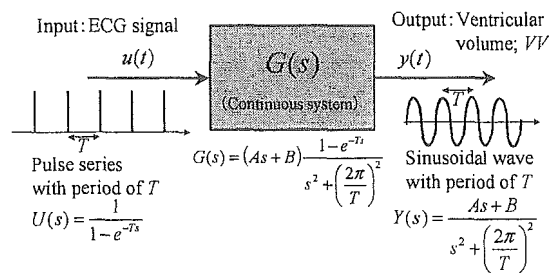 Input: ECG signal
u(t)
T
Pulse series
with period of T
U(s) = 1 / (1 − e^{−Ts})
G(s)
(Continuous system)
G(s) = (As + B) (1 − e^{−Ts}) / (s² + (2π/T)²)
Output: Ventricular
volume; VV
y(t)
T
Sinusoidal wave
with period of T
Y(s) = (As + B) / (s² + (2π/T)²)